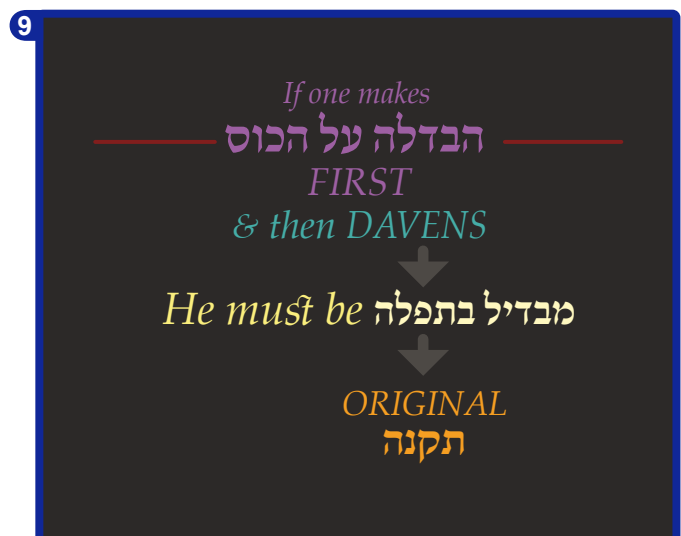 9
If one makes
הבדלה על הכוס
FIRST
& then DAVENS
He must be מבדיל בתפלה
ORIGINAL
תקנה